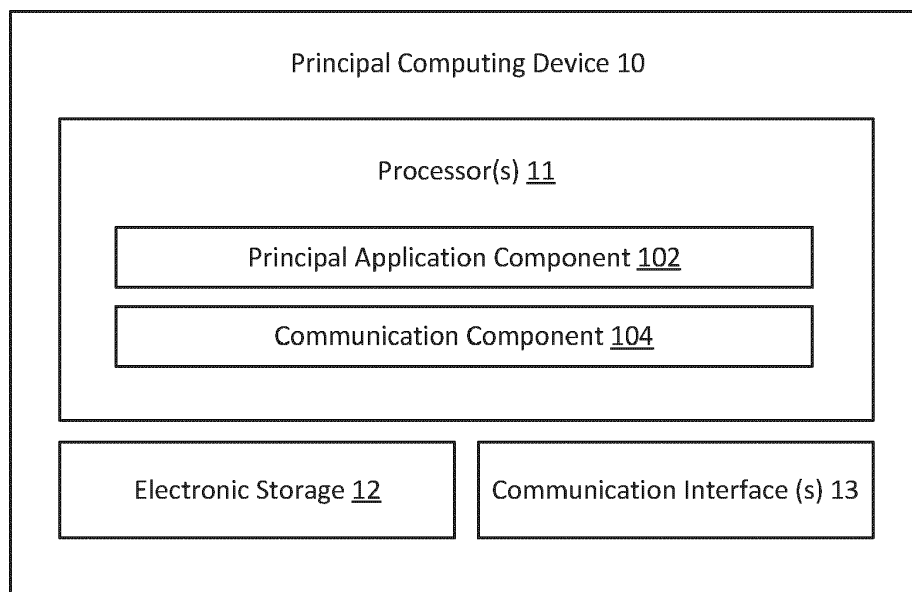 Principal Computing Device 10
Processor(s) 11
Principal Application Component 102
Communication Component 104
Electronic Storage 12
Communication Interface (s) 13